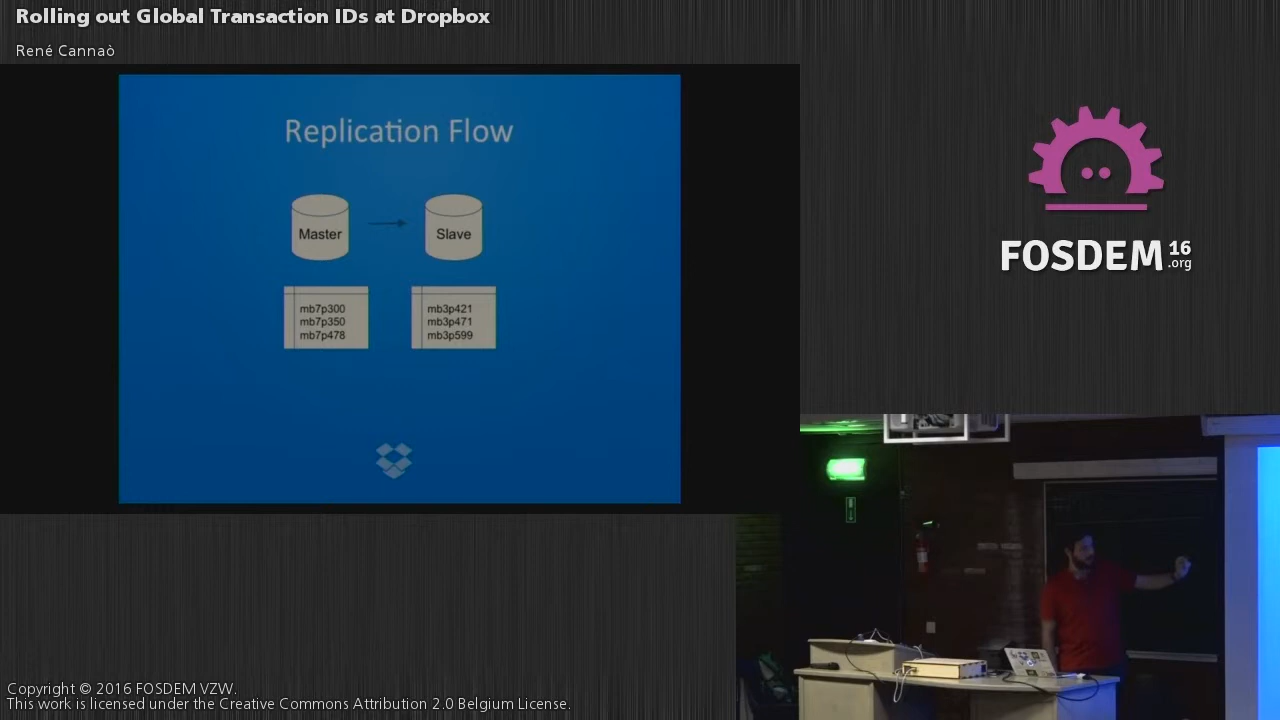 Rolling out Global Transaction IDs at Dropbox
René Cannaò
Replication Flow
Master
Slave
mb7p300
mb7p350
mb7p478
mb3p421
mb3p471
mb3p599
FOSDEM 16 .org
Copyright © 2016 FOSDEM VZW.
This work is licensed under the Creative Commons Attribution 2.0 Belgium License.